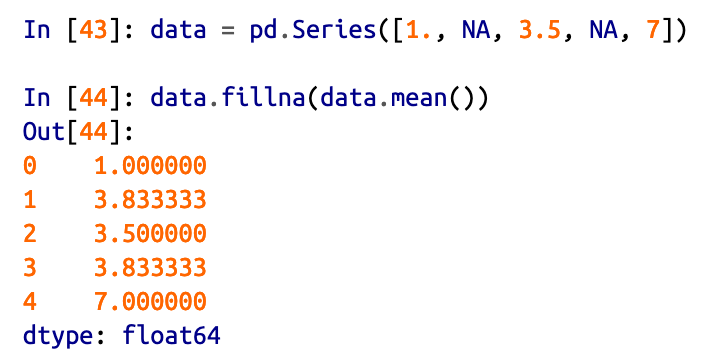 In [43]: data = pd.Series([1., NA, 3.5, NA, 7])
In [44]: data.fillna(data.mean())
Out[44]:
0    1.000000
1    3.833333
2    3.500000
3    3.833333
4    7.000000
dtype: float64